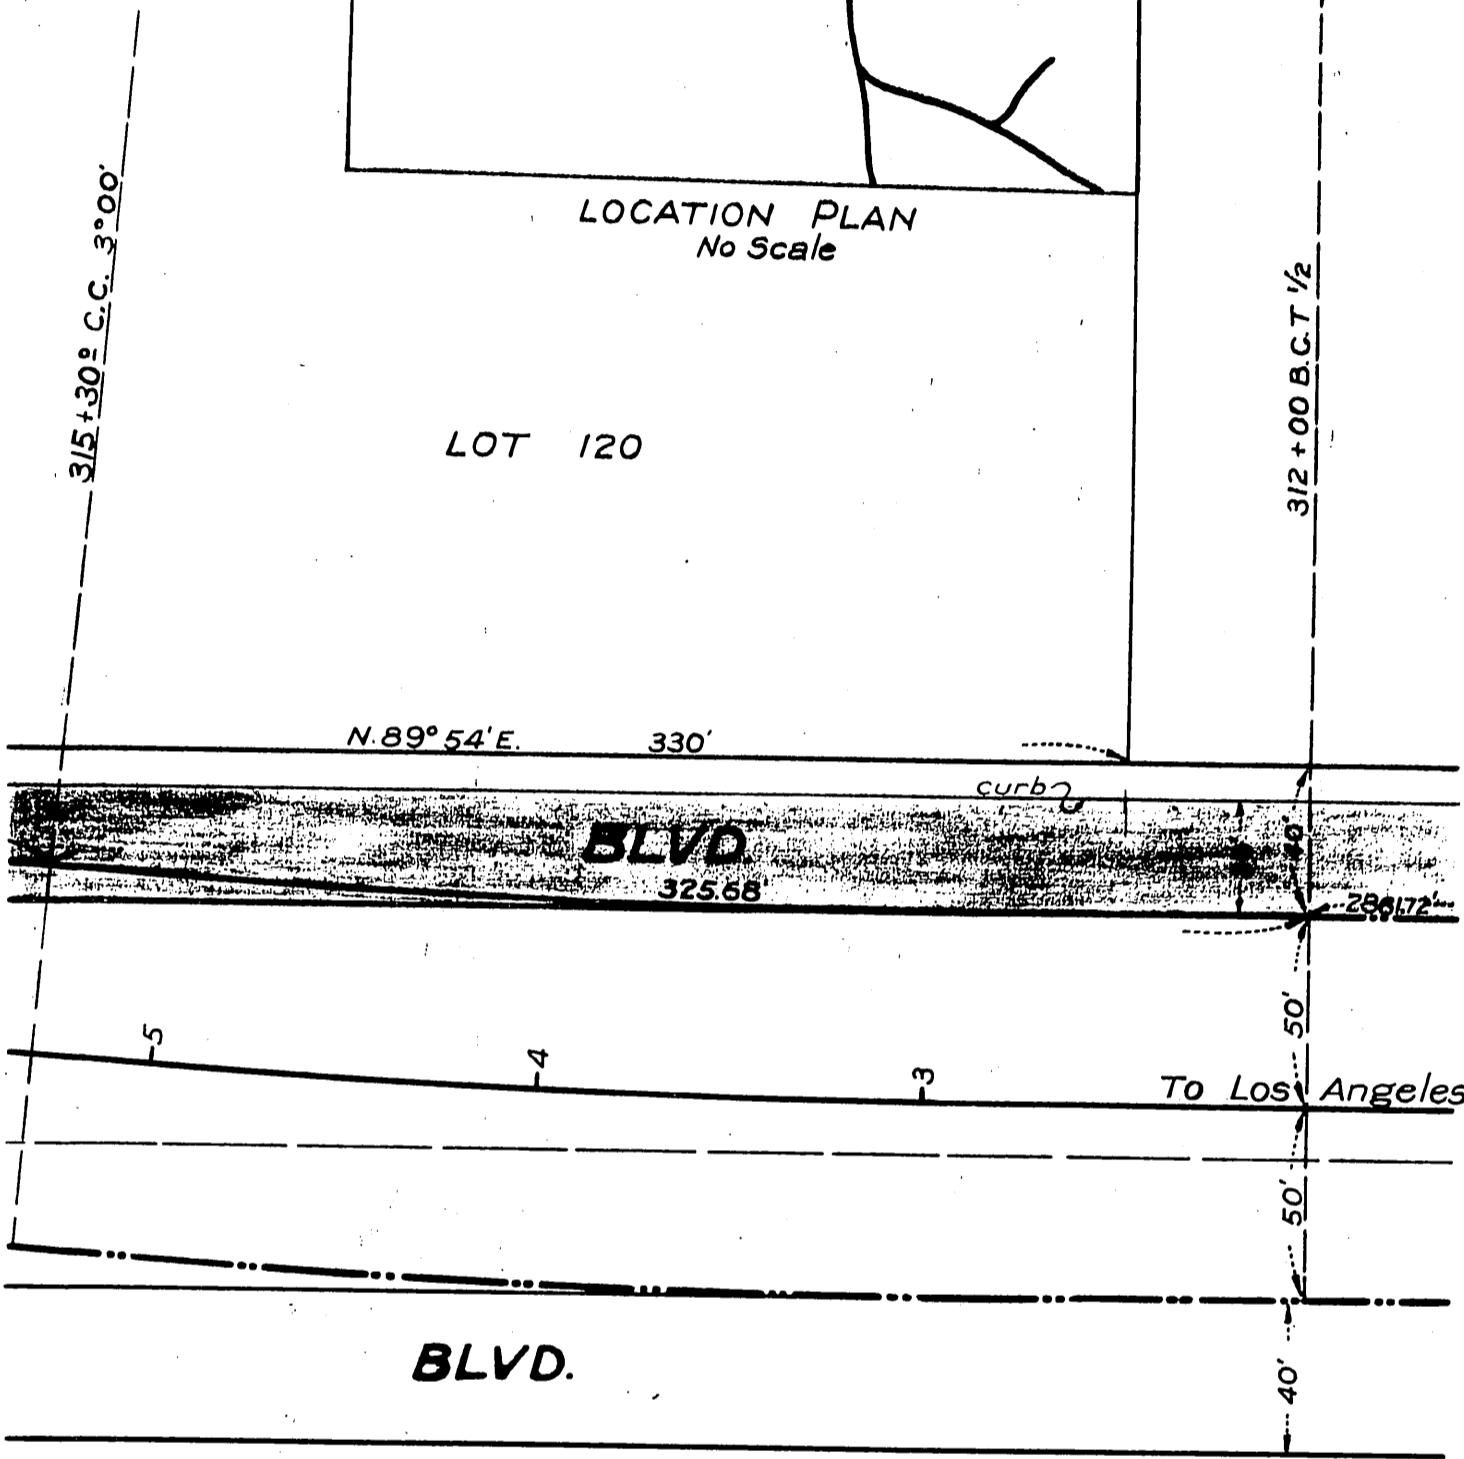 LOCATION PLAN
No Scale
315+30º C.C. 3°00'
312+00 B.C.T ½
LOT 120
N.89°54'E. 330'
curb
BLVD.
40'
325.68'
50'
5
4
3
To Los Angeles
50'
BLVD.
40'